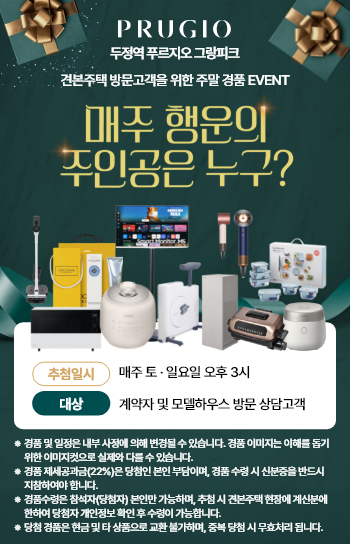 PRUGIO
두정역 푸르지오 그랑피크
견본주택 방문고객을 위한 주말 경품 EVENT
매주 행운의
주인공은 누구?
Smart Monitor M5
추첨일시
매주 토·일요일 오후 3시
대상
계약자 및 모델하우스 방문 상담고객
※ 경품 및 일정은 내부 사정에 의해 변경될 수 있습니다. 경품 이미지는 이해를 돕기
위한 이미지컷으로 실제와 다를 수 있습니다.
※ 경품 제세공과금(22%)은 당첨인 본인 부담이며, 경품 수령 시 신분증을 반드시
지참하여야 합니다.
※ 경품수령은 참석자(당첨자) 본인만 가능하며, 추첨 시 견본주택 현장에 계신분에
한하여 당첨자 개인정보 확인 후 수령이 가능합니다.
※ 당첨 경품은 현금 및 타 상품으로 교환 불가하며, 중복 당첨 시 무효처리 됩니다.